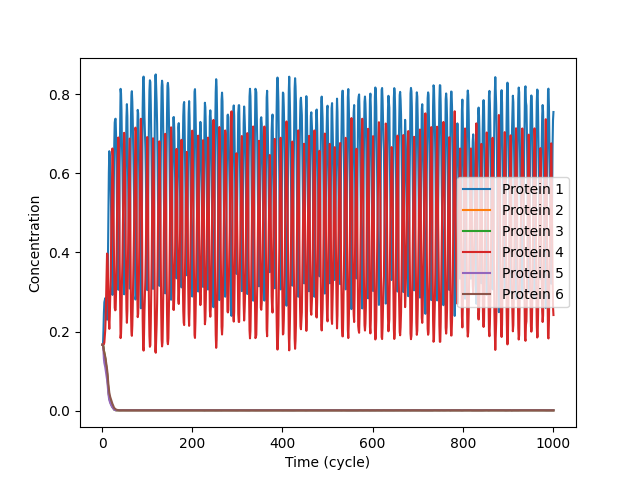 0.8
0.6
0.4
0.2
0.0
Concentration
0
200
400
600
800
1000
Time (cycle)
Protein 1
Protein 2
Protein 3
Protein 4
Protein 5
Protein 6